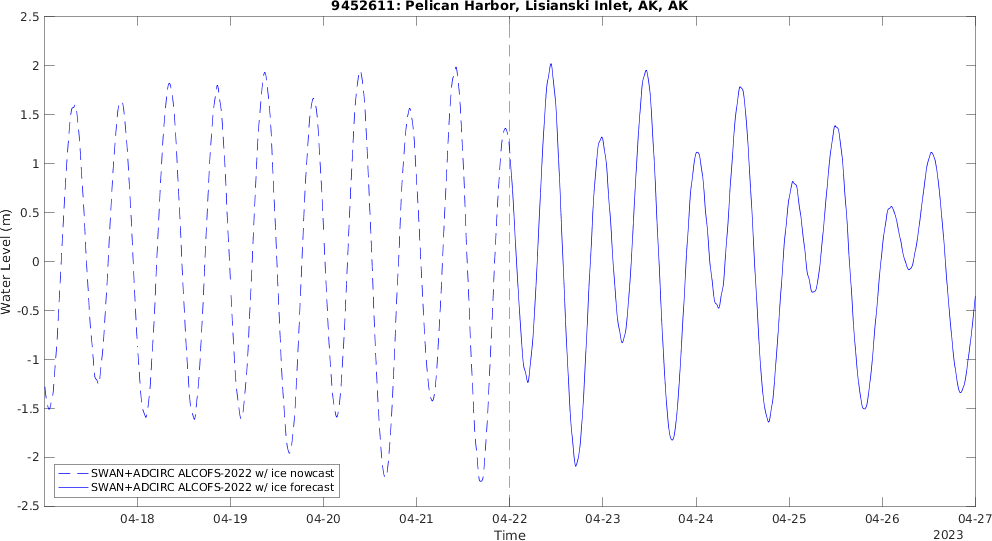 9452611: Pelican Harbor, Lisianski Inlet, AK, AK
2.5
2
1.5
1
0.5
0
-0.5
-1
-1.5
-2
-2.5
Water Level (m)
SWAN+ADCIRC ALCOFS-2022 w/ ice nowcast
SWAN+ADCIRC ALCOFS-2022 w/ ice forecast
04-18 04-19 04-20 04-21 04-22 04-23 04-24 04-25 04-26 04-27
Time
2023